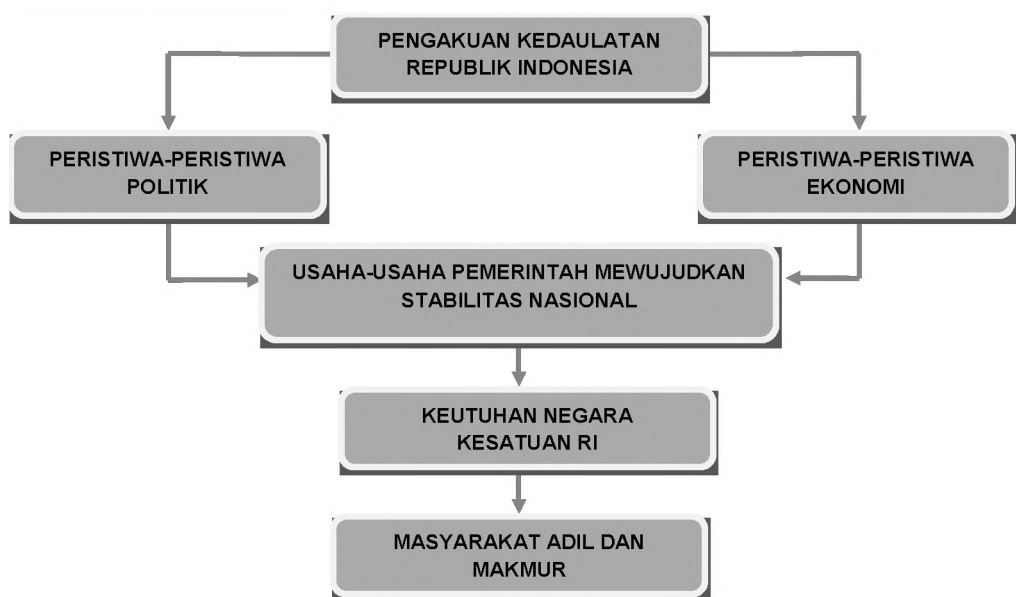 PENGAKUAN KEDAULATAN
REPUBLIK INDONESIA
PERISTIWA-PERISTIWA
POLITIK
PERISTIWA-PERISTIWA
EKONOMI
USAHA-USAHA PEMERINTAH MEWUJUDKAN
STABILITAS NASIONAL
KEUTUHAN NEGARA
KESATUAN RI
MASYARAKAT ADIL DAN
MAKMUR